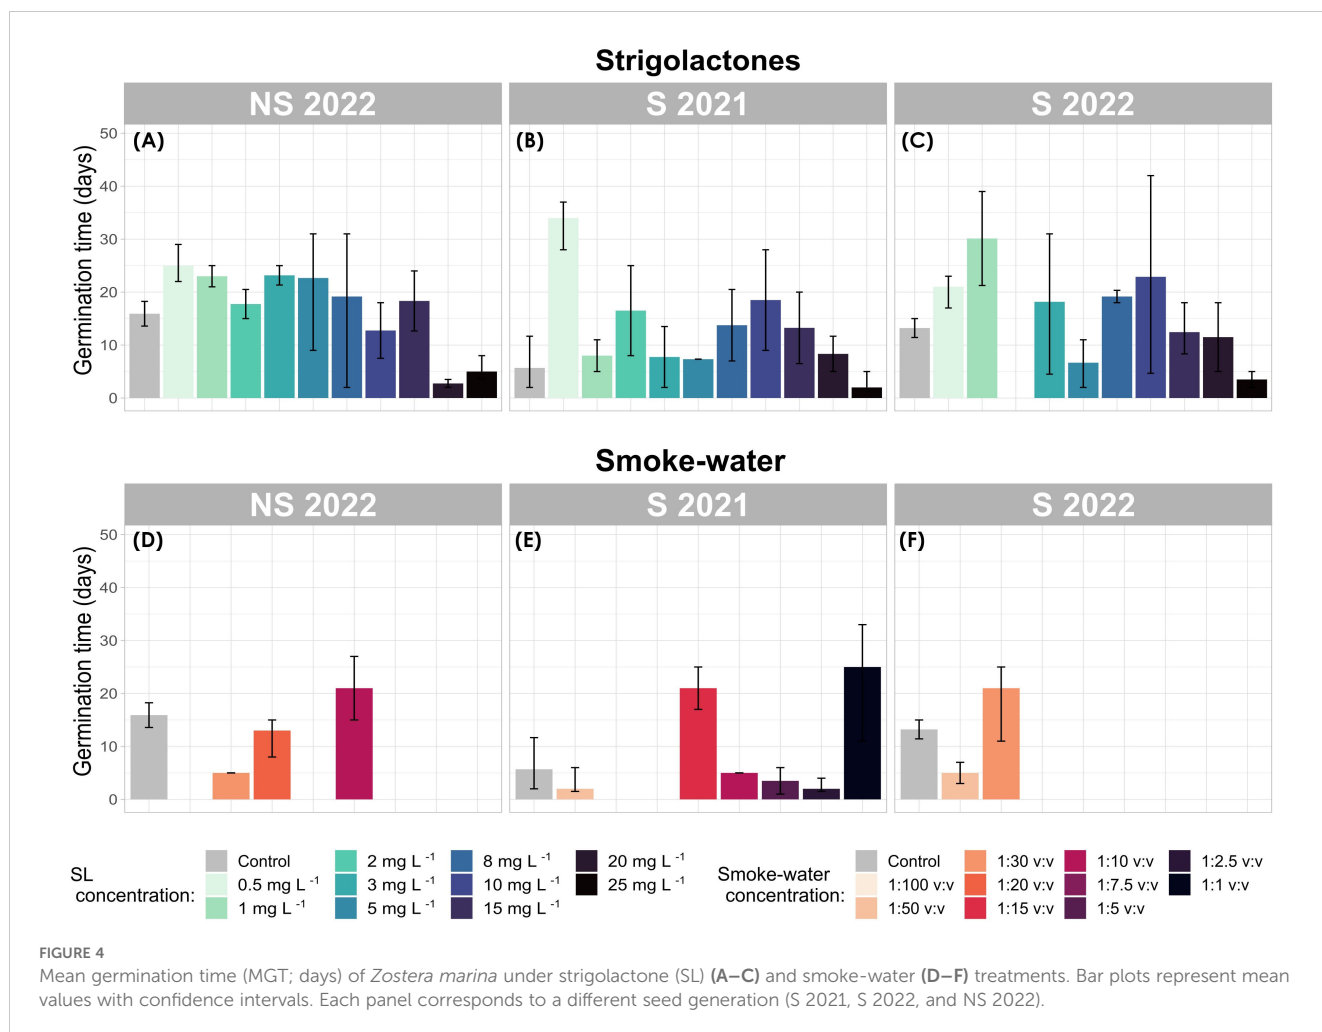 Strigolactones
NS 2022
S 2021
S 2022
(A)
(B)
(C)
Germination time (days)
50
40
30
20
10
0
Smoke-water
NS 2022
S 2021
S 2022
(D)
(E)
(F)
Germination time (days)
50
40
30
20
10
0
SL
concentration:
Control
0.5 mg L -1
1 mg L -1
2 mg L -1
3 mg L -1
5 mg L -1
8 mg L -1
10 mg L -1
15 mg L -1
20 mg L -1
25 mg L -1
Smoke-water
concentration:
Control
1:100 v:v
1:50 v:v
1:30 v:v
1:20 v:v
1:15 v:v
1:10 v:v
1:7.5 v:v
1:5 v:v
1:2.5 v:v
1:1 v:v
FIGURE 4
Mean germination time (MGT; days) of Zostera marina under strigolactone (SL) (A–C) and smoke-water (D–F) treatments. Bar plots represent mean
values with confidence intervals. Each panel corresponds to a different seed generation (S 2021, S 2022, and NS 2022).